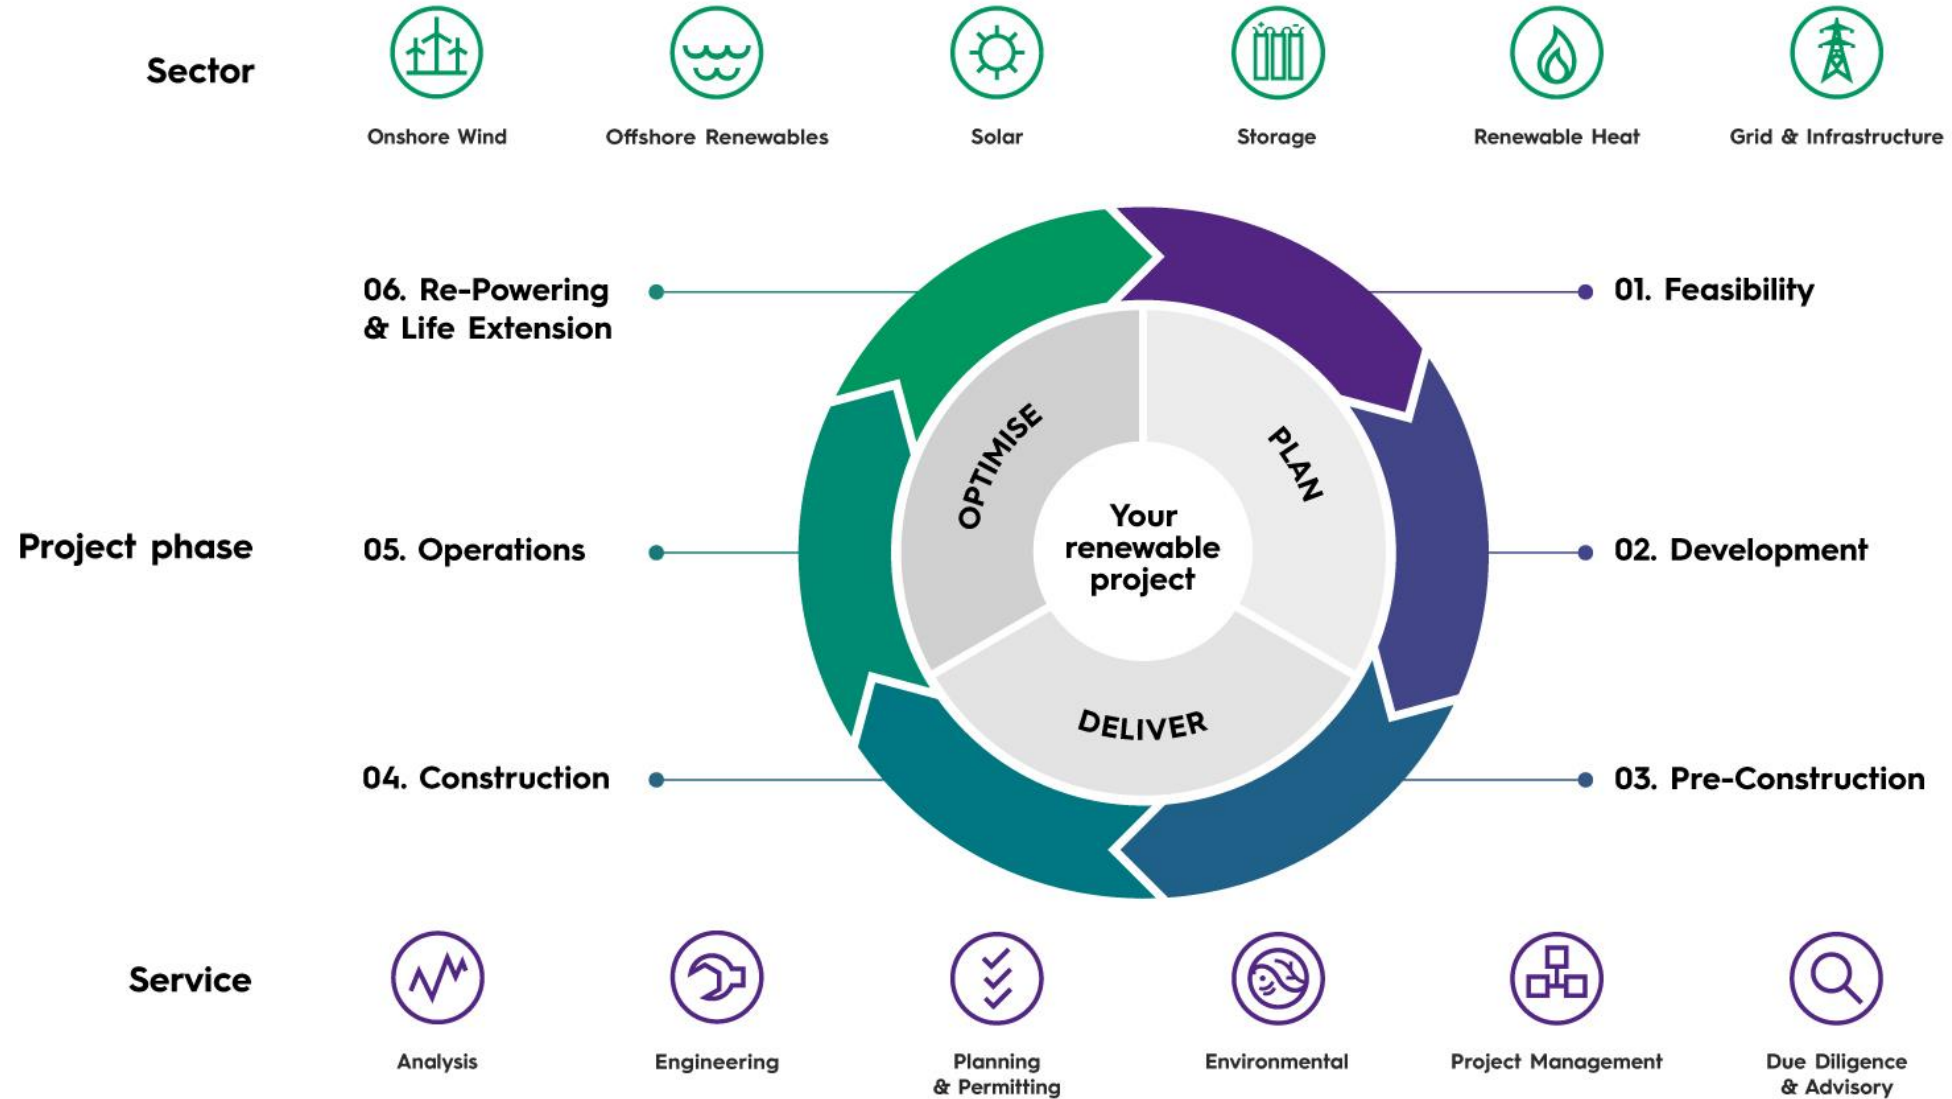 Sector
Onshore Wind
Offshore Renewables
Solar
Storage
Renewable Heat
Grid & Infrastructure
Project phase
06. Re-Powering
& Life Extension
01. Feasibility
05. Operations
02. Development
04. Construction
03. Pre-Construction
OPTIMISE
PLAN
DELIVER
Your
renewable
project
Service
Analysis
Engineering
Planning
& Permitting
Environmental
Project Management
Due Diligence
& Advisory